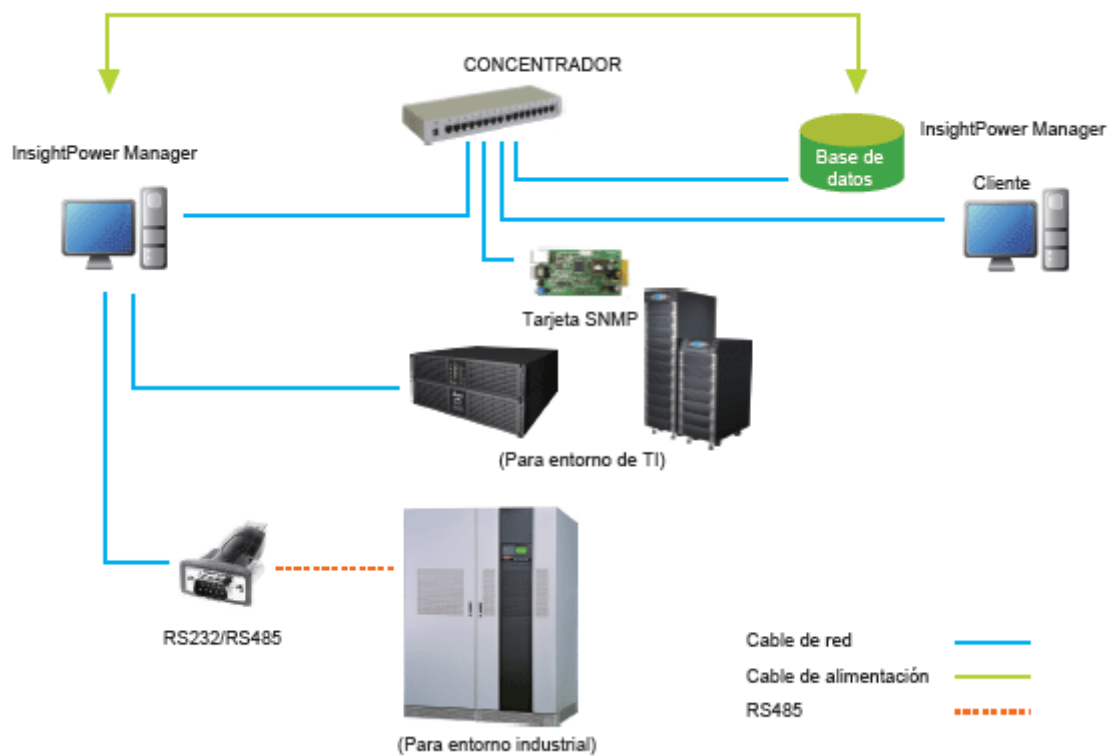 CONCENTRADOR
InsightPower Manager
InsightPower Manager
Base de
datos
Cliente
Tarjeta SNMP
(Para entorno de TI)
RS232/RS485
Cable de red
Cable de alimentación
RS485
(Para entorno industrial)